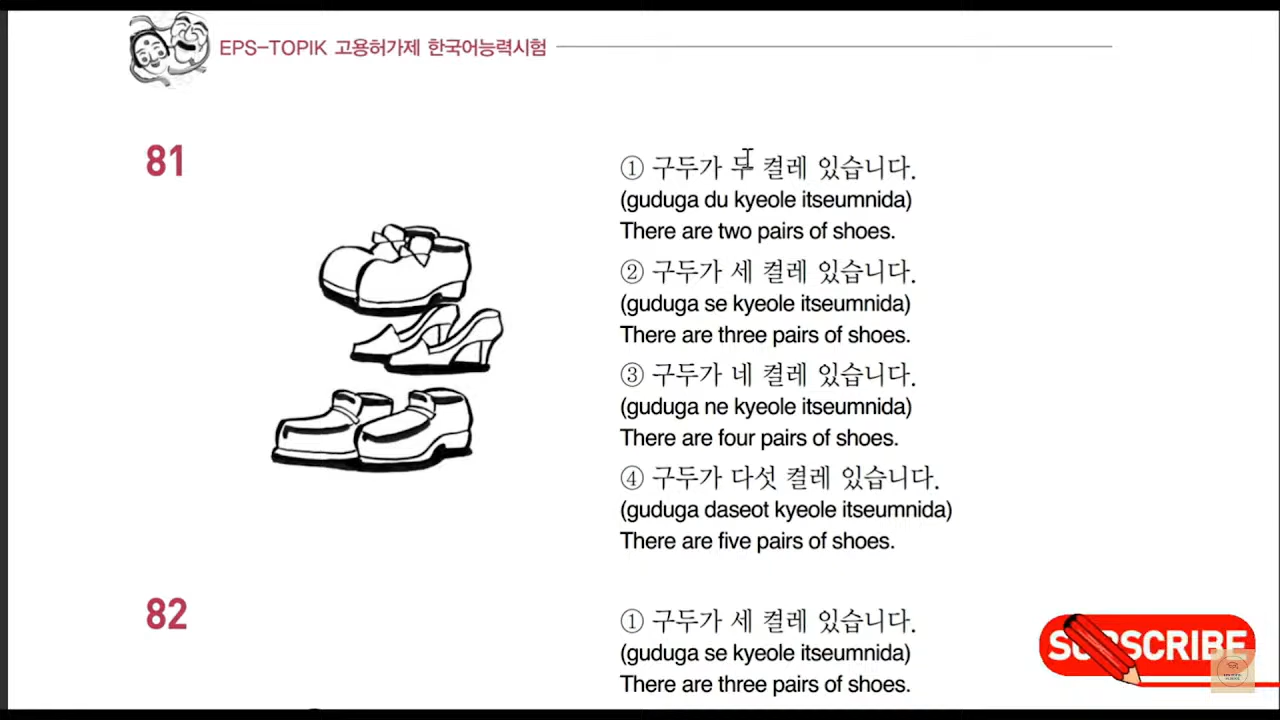 EPS-TOPIK 고용허가제 한국어능력시험
81
① 구두가 두 켤레 있습니다.
(guduga du kyeole itseumnida)
There are two pairs of shoes.
② 구두가 세 켤레 있습니다.
(guduga se kyeole itseumnida)
There are three pairs of shoes.
③ 구두가 네 켤레 있습니다.
(guduga ne kyeole itseumnida)
There are four pairs of shoes.
④ 구두가 다섯 켤레 있습니다.
(guduga daseot kyeole itseumnida)
There are five pairs of shoes.
82
① 구두가 세 켤레 있습니다.
(guduga se kyeole itseumnida)
There are three pairs of shoes.
SUBSCRIBE